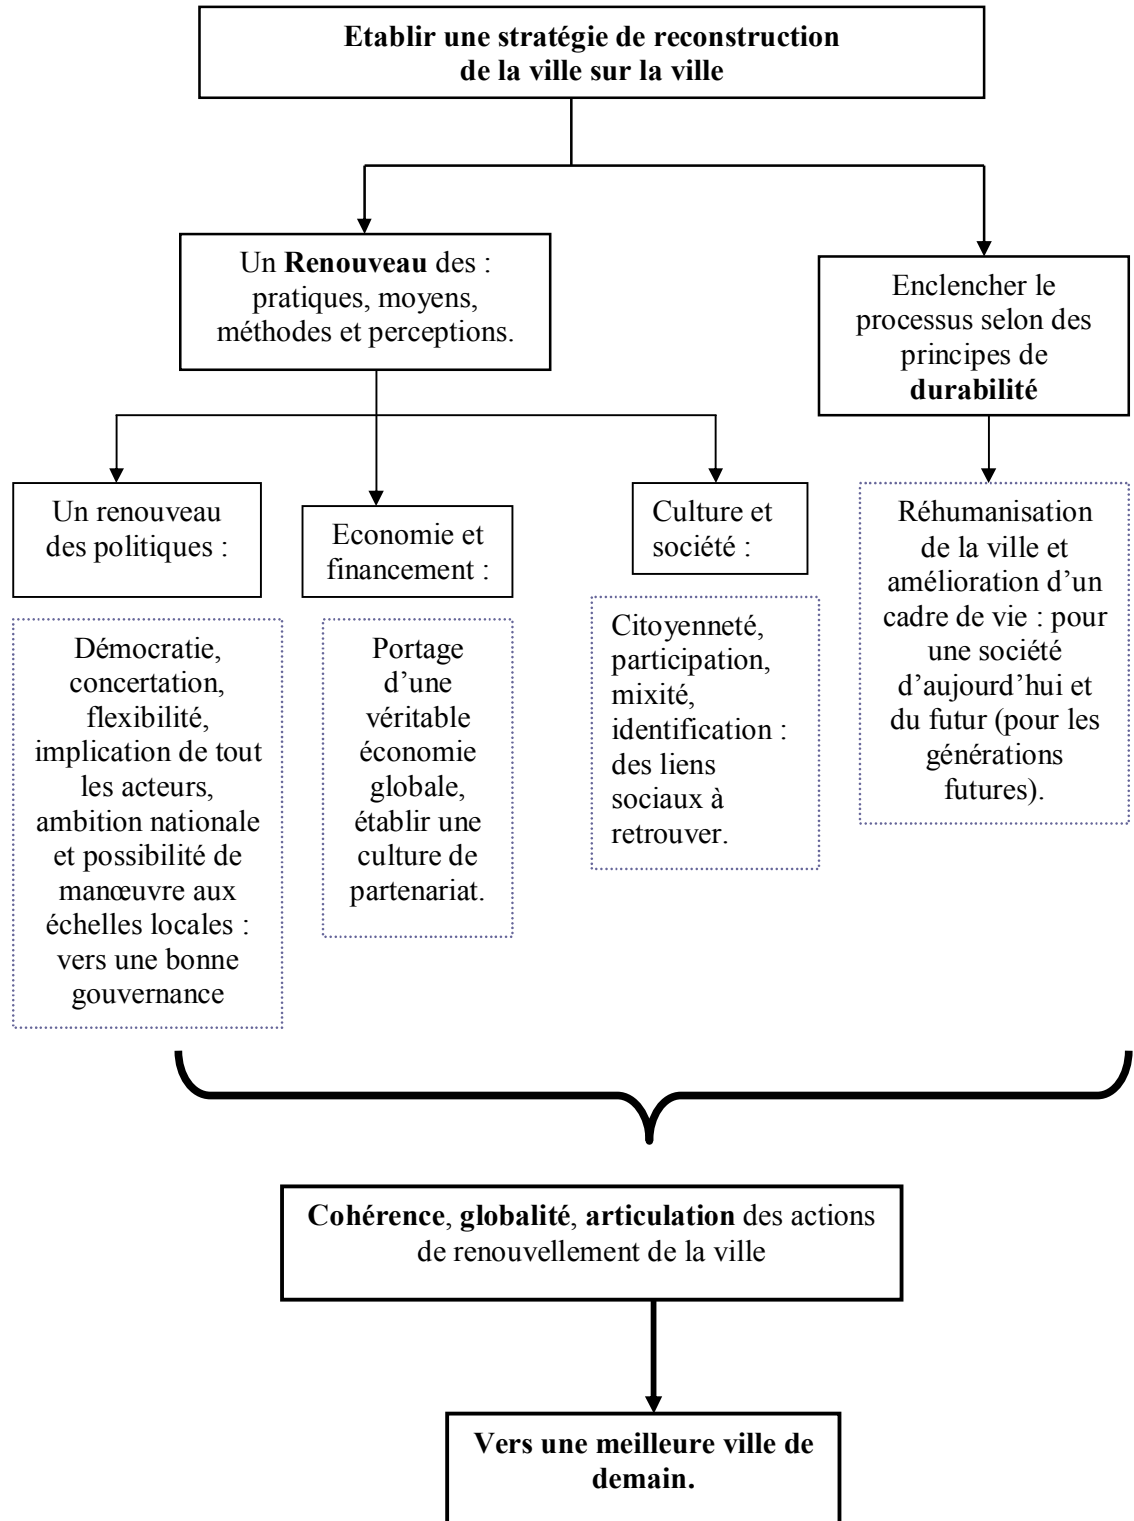 Etablir une stratégie de reconstruction
de la ville sur la ville
Un Renouveau des :
pratiques, moyens,
méthodes et perceptions.
Enclencher le
processus selon des
principes de
durabilité
Un renouveau
des politiques :
Economie et
financement :
Culture et
société :
Réhumanisation
de la ville et
amélioration d’un
cadre de vie : pour
une société
d’aujourd’hui et
du futur (pour les
générations
futures).
Démocratie,
concertation,
flexibilité,
implication de tout
les acteurs,
ambition nationale
et possibilité de
manœuvre aux
échelles locales :
vers une bonne
gouvernance
Portage
d’une
véritable
économie
globale,
établir une
culture de
partenariat.
Citoyenneté,
participation,
mixité,
identification :
des liens
sociaux à
retrouver.
Cohérence, globalité, articulation des actions
de renouvellement de la ville
Vers une meilleure ville de
demain.